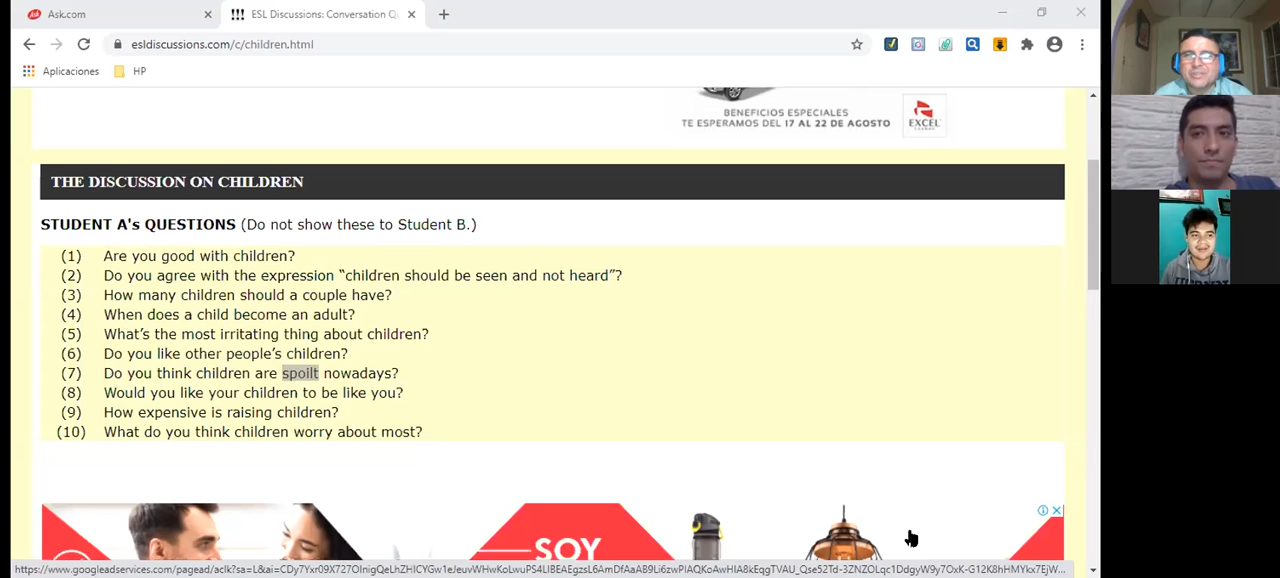 Ask.com
ESL Discussions: Conversation Q
esldiscussions.com/c/children.html
Aplicaciones HP
BENEFICIOS ESPECIALES
TE ESPERAMOS DEL 17 AL 22 DE AGOSTO
EXCEL
THE DISCUSSION ON CHILDREN
STUDENT A's QUESTIONS (Do not show these to Student B.)
(1) Are you good with children?
(2) Do you agree with the expression “children should be seen and not heard”?
(3) How many children should a couple have?
(4) When does a child become an adult?
(5) What’s the most irritating thing about children?
(6) Do you like other people’s children?
(7) Do you think children are spoilt nowadays?
(8) Would you like your children to be like you?
(9) How expensive is raising children?
(10) What do you think children worry about most?
SOY